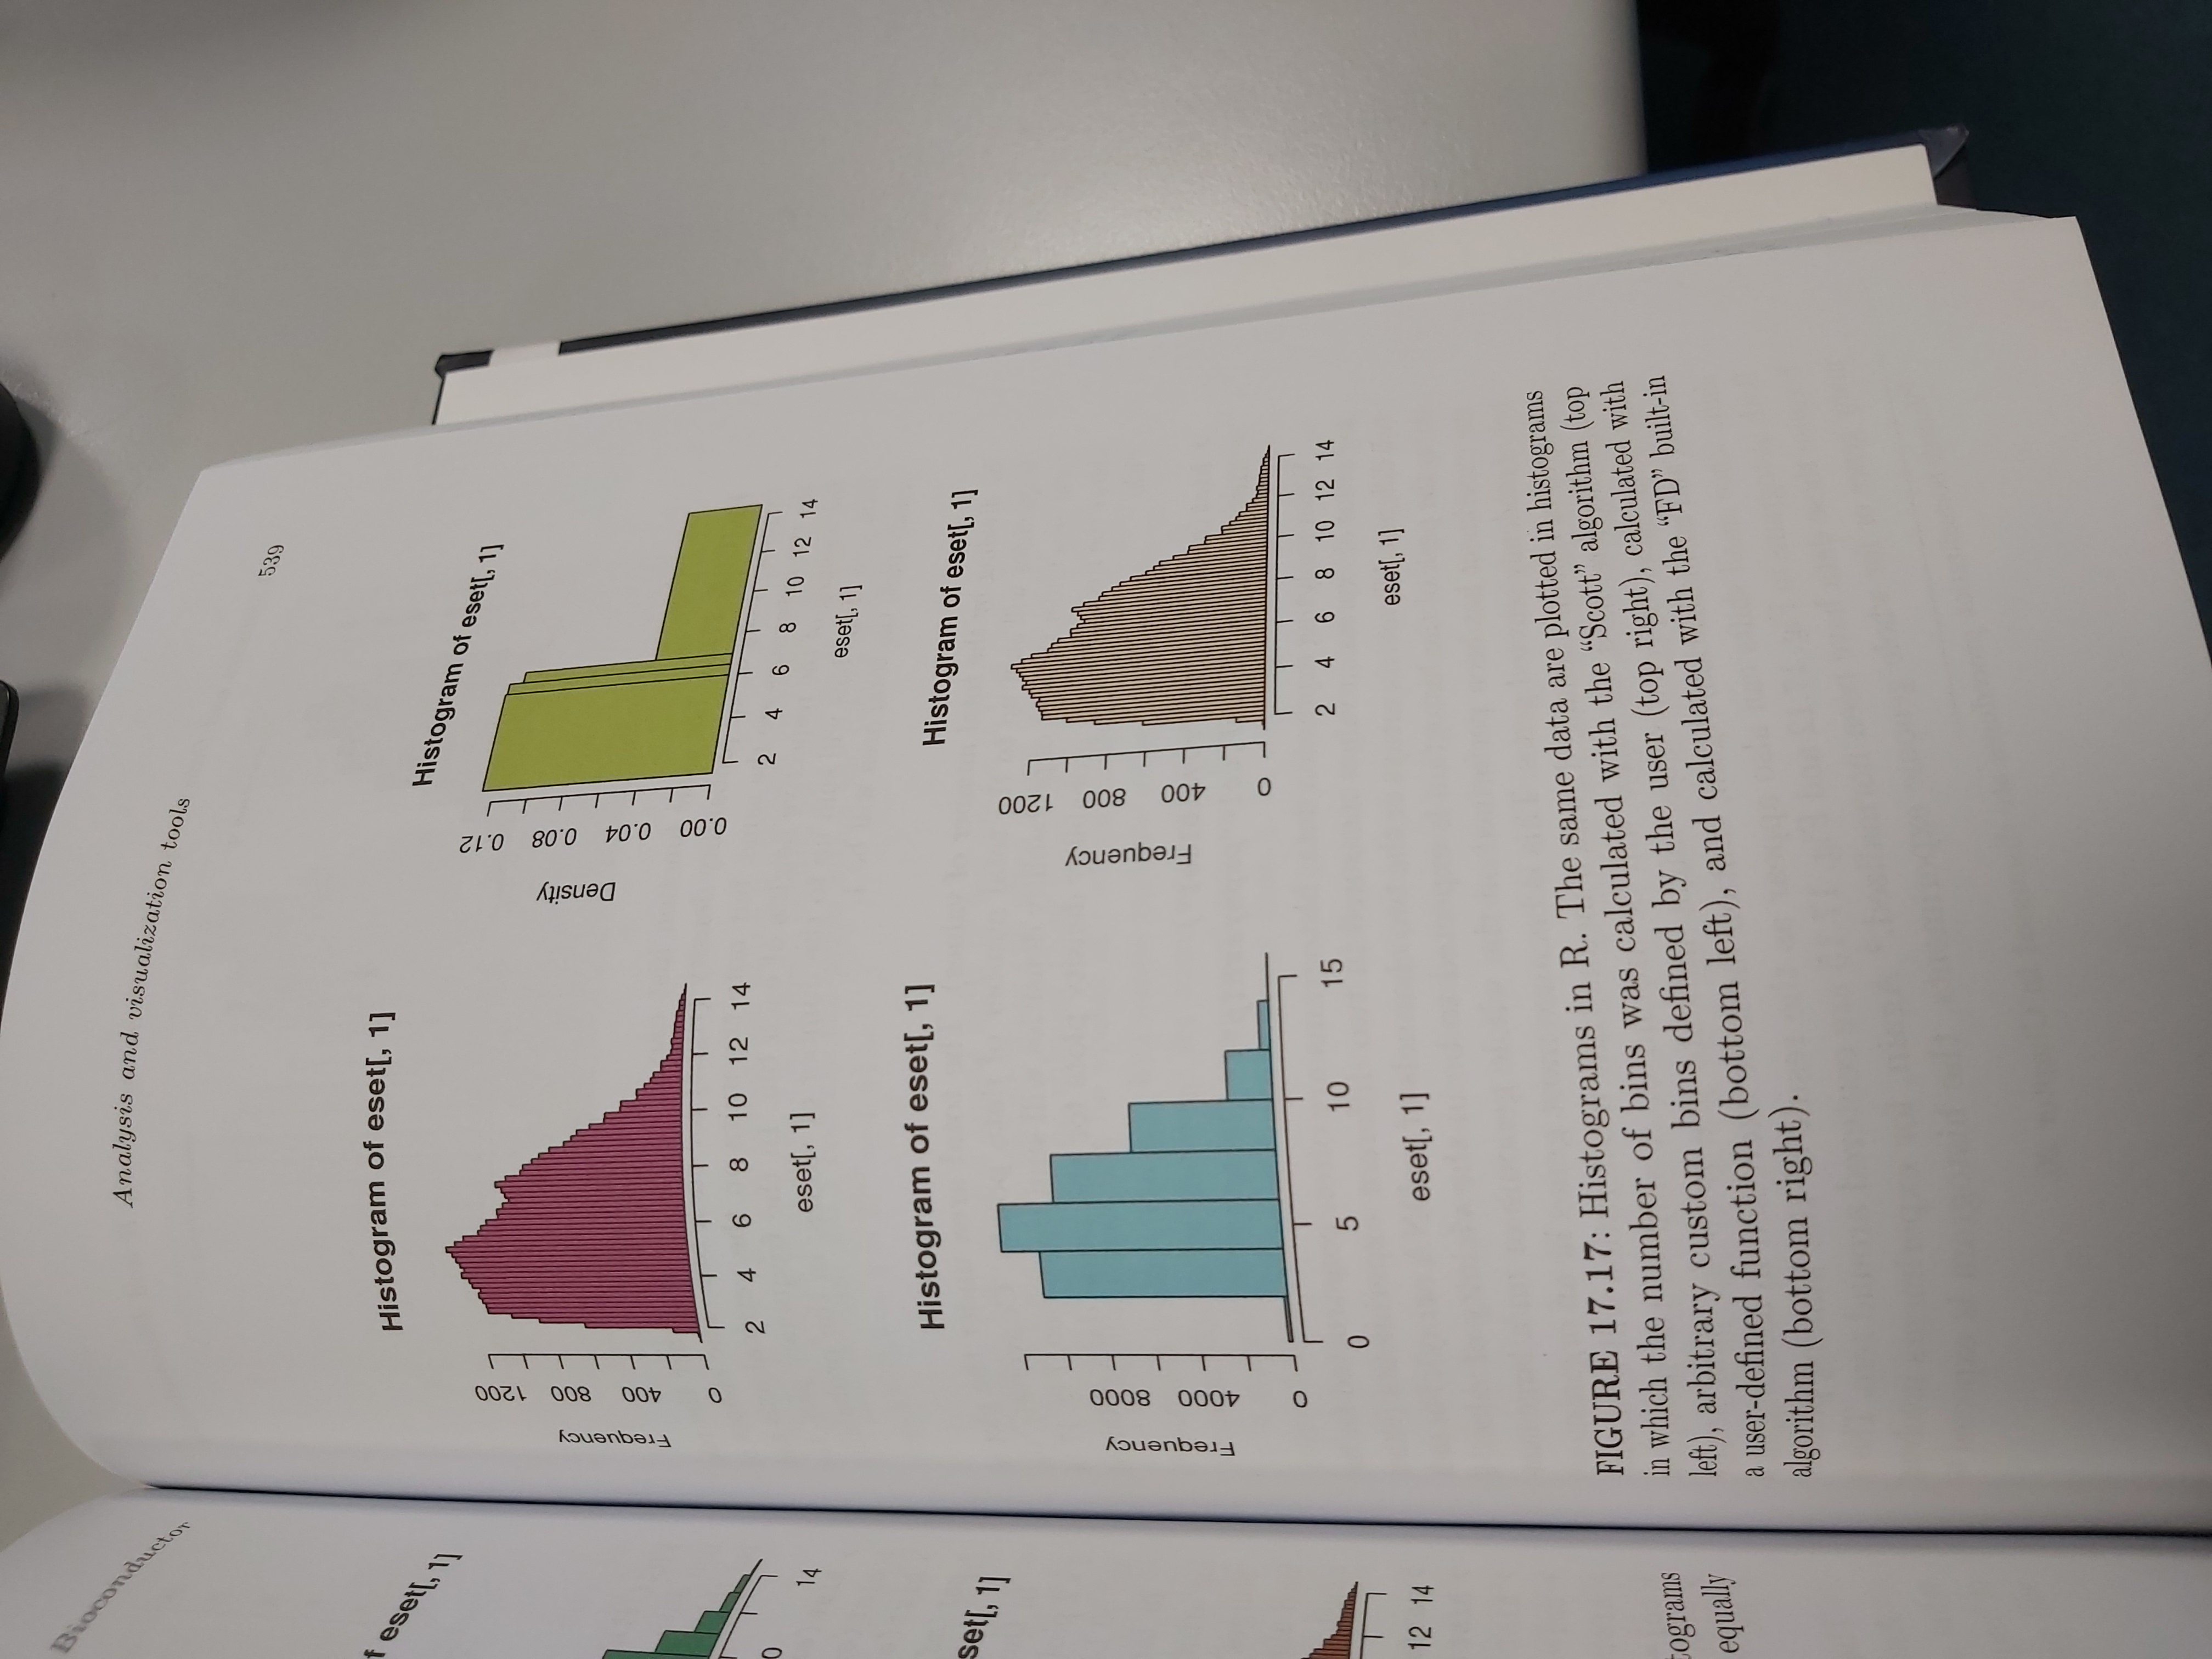 Bioconductor
f eset[, 1]
0
14
set[, 1]
12 14
tograms
equally
Analysis and visualization tools
539
Histogram of eset[, 1]
Frequency
0 400 800 1200
2 4 6 8 10 12 14
eset[, 1]
Histogram of eset[, 1]
Density
0.00 0.04 0.08 0.12
2 4 6 8 10 12 14
eset[, 1]
Histogram of eset[, 1]
Frequency
0 4000 8000
0 5 10 15
eset[, 1]
Histogram of eset[, 1]
Frequency
0 400 800 1200
2 4 6 8 10 12 14
eset[, 1]
FIGURE 17.17: Histograms in R. The same data are plotted in histograms
in which the number of bins was calculated with the “Scott” algorithm (top
left), arbitrary custom bins defined by the user (top right), calculated with
a user-defined function (bottom left), and calculated with the “FD” built-in
algorithm (bottom right).